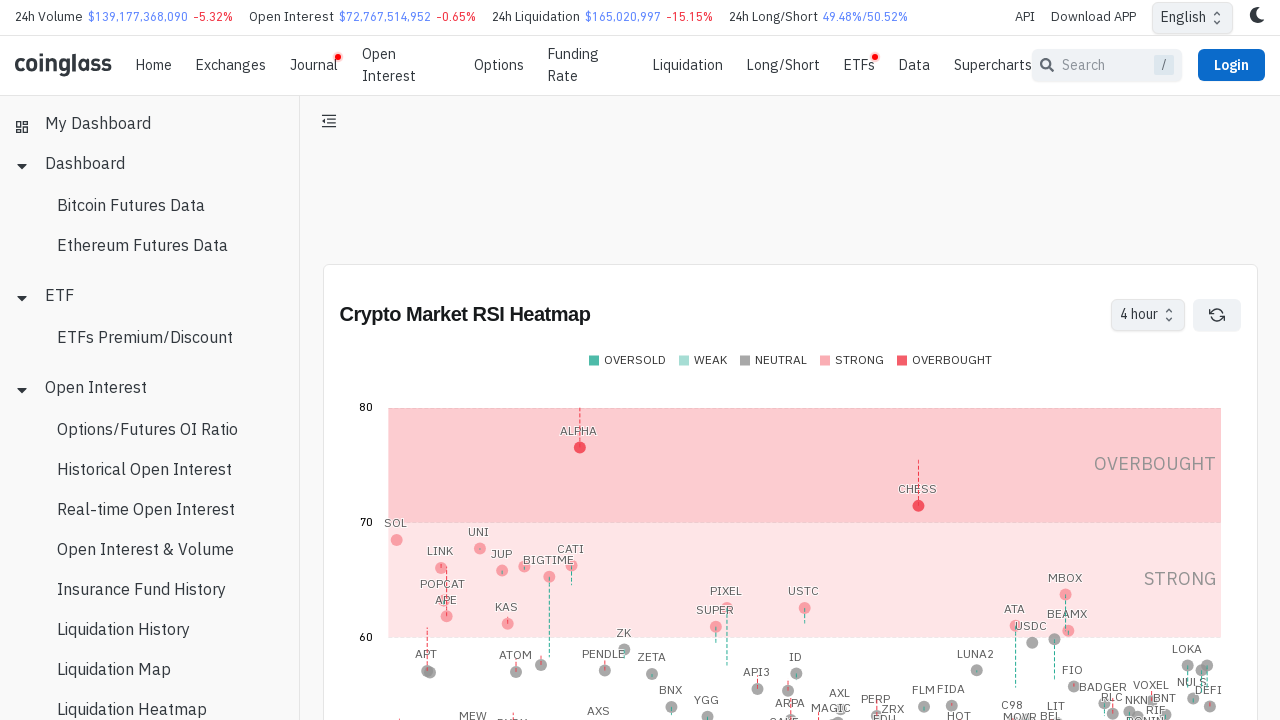 24h Volume $139,177,368,090 -5.32% Open Interest $72,767,514,952 -0.65% 24h Liquidation $165,020,997 -15.15% 24h Long/Short 49.48%/50.52% API Download APP English
coinglass Home Exchanges Journal Open Interest Options Funding Rate Liquidation Long/Short ETFs Data Supercharts Search / Login
My Dashboard
Dashboard
Bitcoin Futures Data
Ethereum Futures Data
ETF
ETFs Premium/Discount
Open Interest
Options/Futures OI Ratio
Historical Open Interest
Real-time Open Interest
Open Interest & Volume
Insurance Fund History
Liquidation History
Liquidation Map
Liquidation Heatmap
Crypto Market RSI Heatmap 4 hour
OVERSOLD WEAK NEUTRAL STRONG OVERBOUGHT
80
ALPHA
OVERBOUGHT
CHESS
70
SOL
UNI
LINK JUP BIGTIME CATI
POPCAT
APE
KAS
PIXEL
SUPER
USTC
MBOX
STRONG
ATA
BEAMX
USDC
60
ZK
APT
ATOM
PENDLE
ZETA
ID
LUNA2
LOKA
API3
FIO
BNX
YGG
AXL
ARPA
MAGIC
PERP
ZRX
FLM FIDA
BADGER
VOXEL
NULS
DEFI
RLC
NKN
BNT
C98
LIT
MEW
AXS
HOT
BEL
RIF